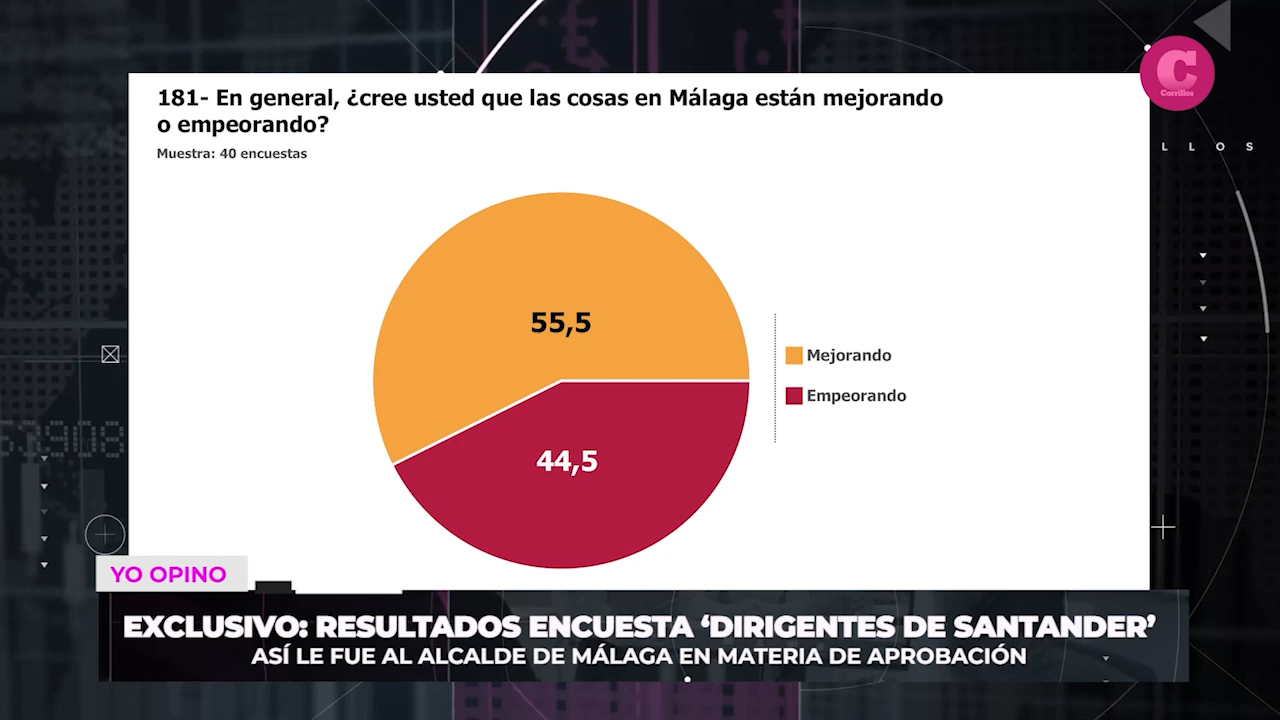 181- En general, ¿cree usted que las cosas en Málaga están mejorando
o empeorando?
Muestra: 40 encuestas
C
Corrillos
L L O S
55,5
44,5
Mejorando
Empeorando
YO OPINO
EXCLUSIVO: RESULTADOS ENCUESTA ‘DIRIGENTES DE SANTANDER’
ASÍ LE FUE AL ALCALDE DE MÁLAGA EN MATERIA DE APROBACIÓN